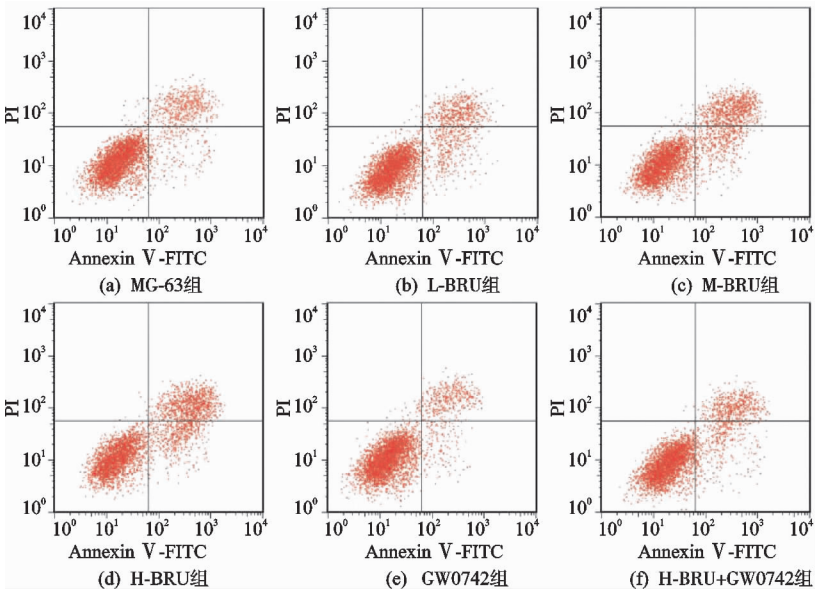 10⁴ 10⁴ 10⁴
10³ 10³ 10³
PI 10² PI 10² PI 10²
10¹ 10¹ 10¹
10⁰ 10⁰ 10⁰
10⁰ 10¹ 10² 10³ 10⁴ 10⁰ 10¹ 10² 10³ 10⁴ 10⁰ 10¹ 10² 10³ 10⁴
Annexin Ⅴ-FITC Annexin Ⅴ-FITC Annexin Ⅴ-FITC
(a) MG-63组 (b) L-BRU组 (c) M-BRU组
10⁴ 10⁴ 10⁴
10³ 10³ 10³
PI 10² PI 10² PI 10²
10¹ 10¹ 10¹
10⁰ 10⁰ 10⁰
10⁰ 10¹ 10² 10³ 10⁴ 10⁰ 10¹ 10² 10³ 10⁴ 10⁰ 10¹ 10² 10³ 10⁴
Annexin Ⅴ-FITC Annexin Ⅴ-FITC Annexin Ⅴ-FITC
(d) H-BRU组 (e) GW0742组 (f) H-BRU+GW0742组